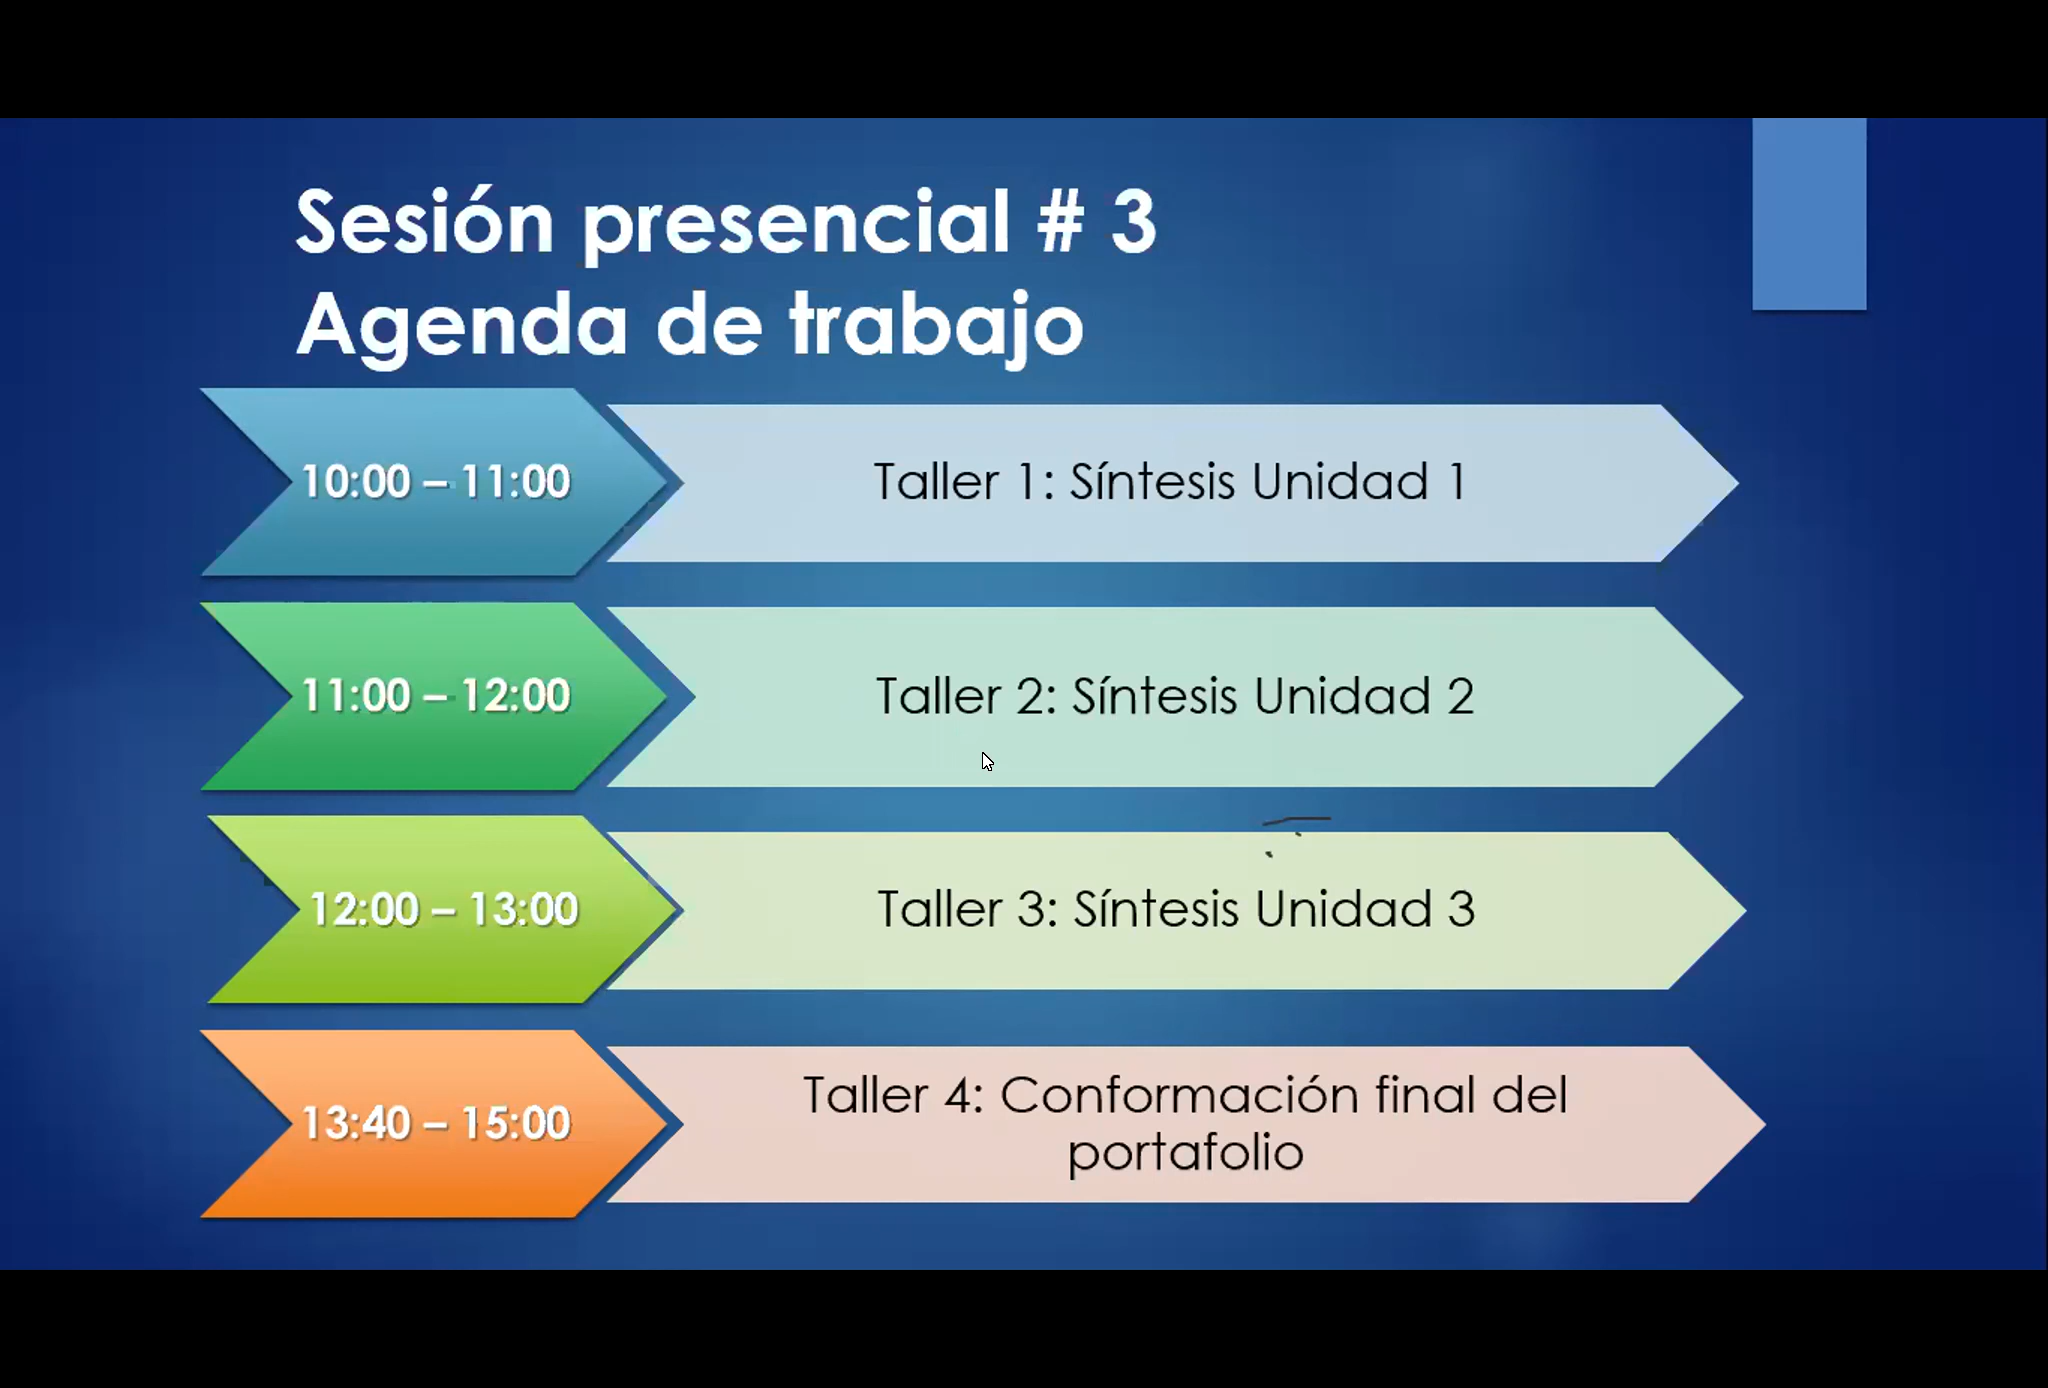 Sesión presencial # 3
Agenda de trabajo
10:00 – 11:00
Taller 1: Síntesis Unidad 1
11:00 – 12:00
Taller 2: Síntesis Unidad 2
12:00 – 13:00
Taller 3: Síntesis Unidad 3
13:40 – 15:00
Taller 4: Conformación final del
portafolio